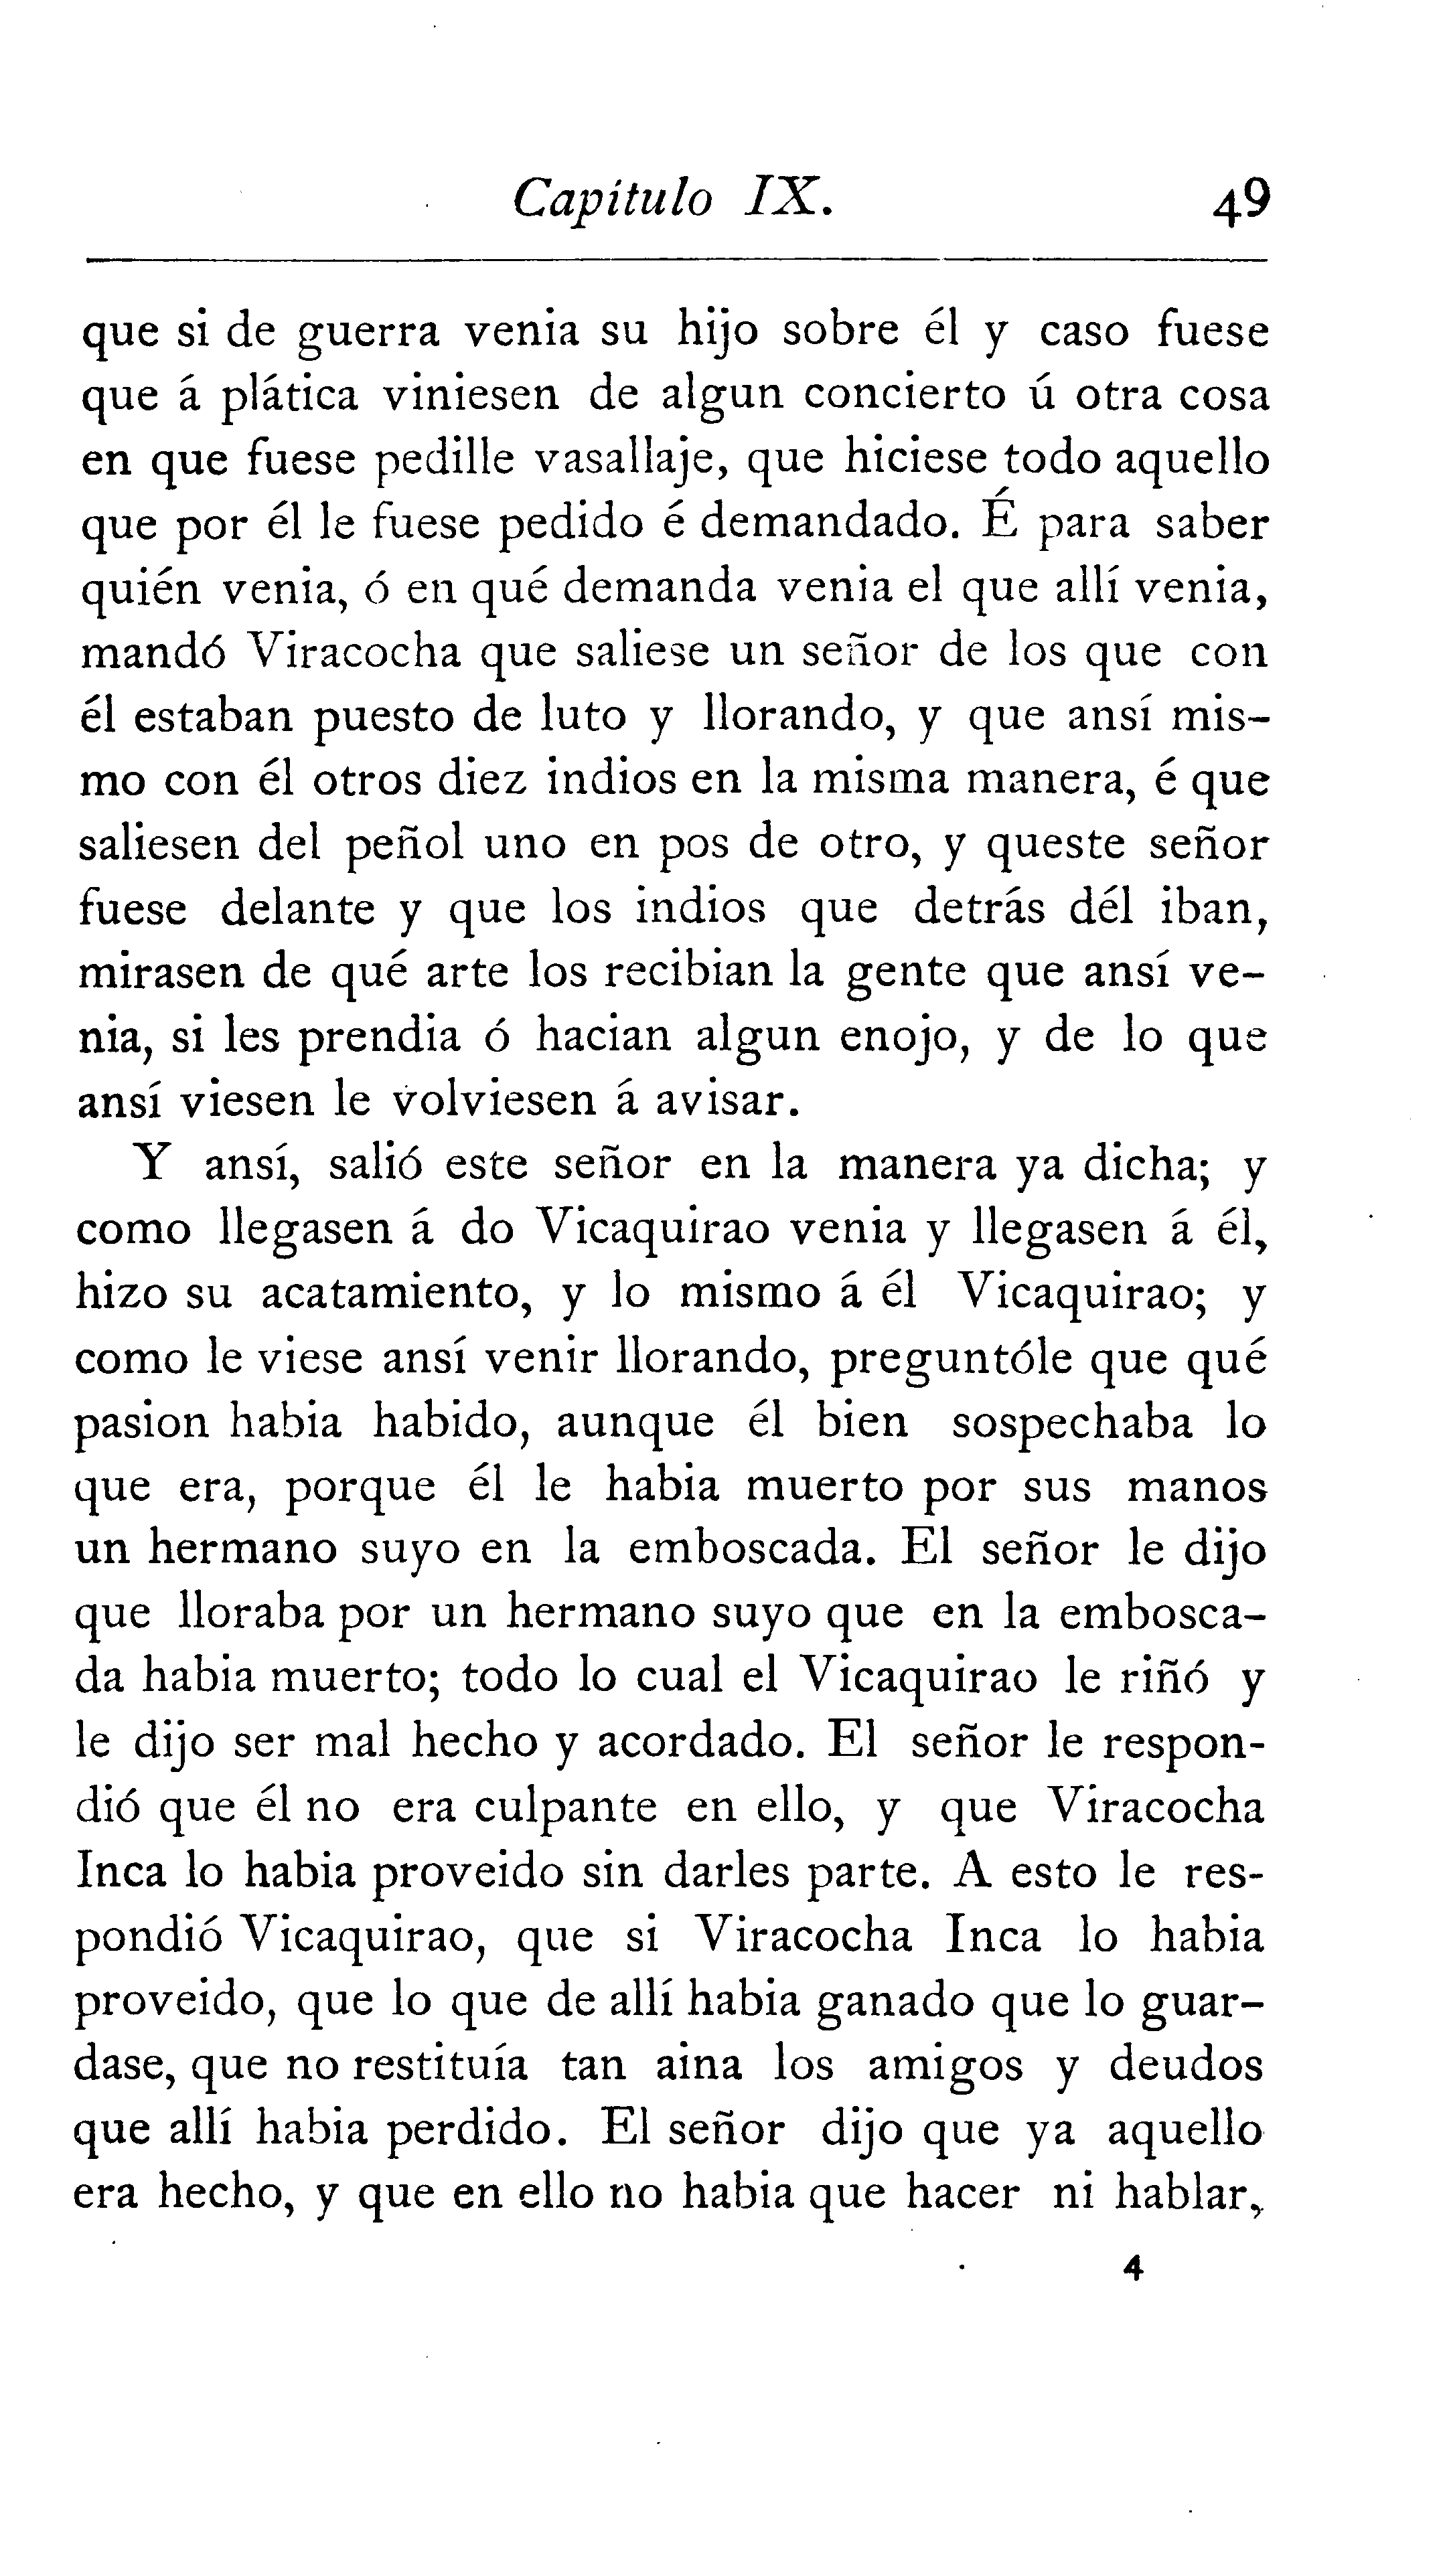 Capítulo IX. 49
que si de guerra venia su hijo sobre él y caso fuese
que á plática viniesen de algun concierto ú otra cosa
en que fuese pedille vasallaje, que hiciese todo aquello
que por él le fuese pedido é demandado. É para saber
quién venia, ó en qué demanda venia el que allí venia,
mandó Viracocha que saliese un señor de los que con
él estaban puesto de luto y llorando, y que ansí mis-
mo con él otros diez indios en la misma manera, é que
saliesen del peñol uno en pos de otro, y queste señor
fuese delante y que los indios que detrás dél iban,
mirasen de qué arte los recibian la gente que ansí ve-
nia, si les prendia ó hacian algun enojo, y de lo que
ansí viesen le volviesen á avisar.
Y ansí, salió este señor en la manera ya dicha; y
como llegasen á do Vicaquirao venia y llegasen á él,
hizo su acatamiento, y lo mismo á él Vicaquirao; y
como le viese ansí venir llorando, preguntóle que qué
pasion habia habido, aunque él bien sospechaba lo
que era, porque él le habia muerto por sus manos
un hermano suyo en la emboscada. El señor le dijo
que lloraba por un hermano suyo que en la embosca-
da habia muerto; todo lo cual el Vicaquirao le riñó y
le dijo ser mal hecho y acordado. El señor le respon-
dió que él no era culpante en ello, y que Viracocha
Inca lo habia proveido sin darles parte. A esto le res-
pondió Vicaquirao, que si Viracocha Inca lo habia
proveido, que lo que de allí habia ganado que lo guar-
dase, que no restituía tan aina los amigos y deudos
que allí habia perdido. El señor dijo que ya aquello
era hecho, y que en ello no habia que hacer ni hablar,
4